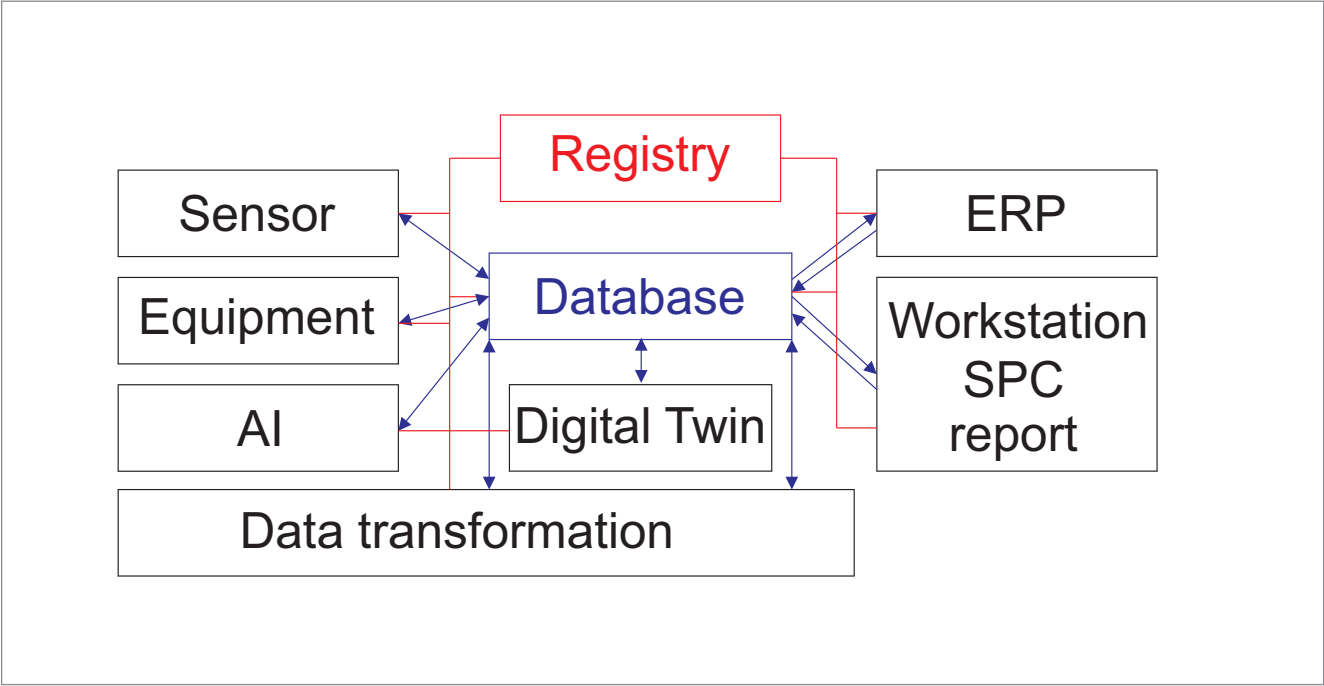 Registry
Sensor
ERP
Database
Equipment
Workstation
SPC
report
AI
Digital Twin
Data transformation